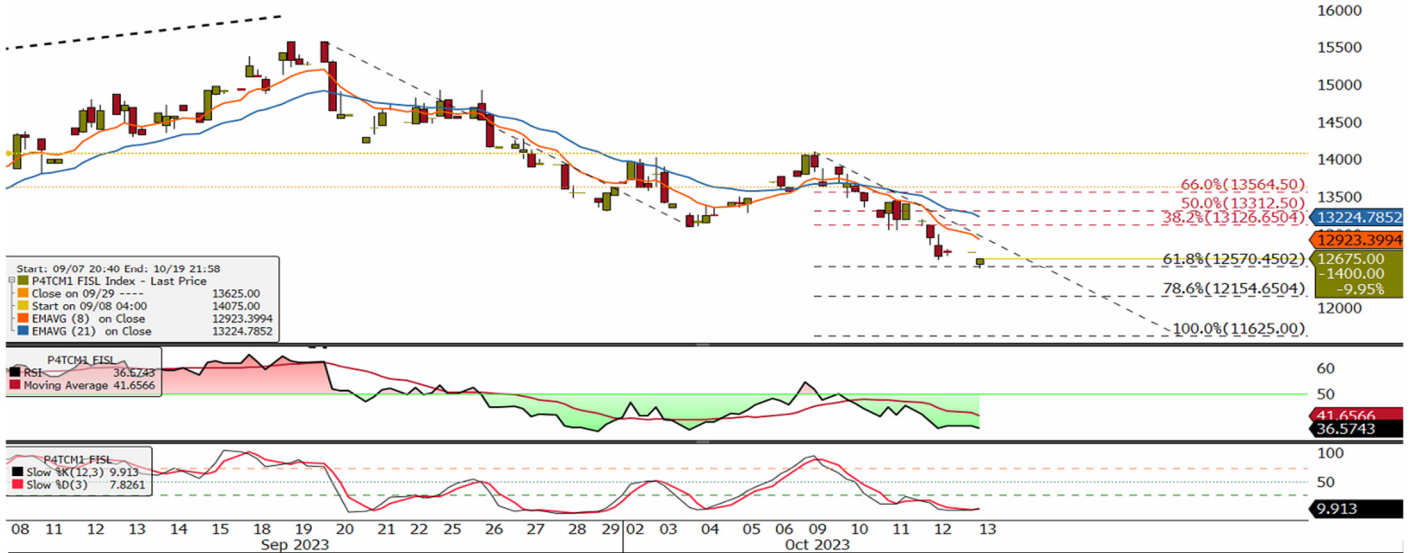 16000
15500
15000
14500
14000
13500
66.0%(13564.50)
50.0%(13312.50)
38.2%(13126.6504)
13224.7852
12923.3994
61.8%(12570.4502)
12675.00
-1400.00
-9.95%
78.6%(12154.6504)
12000
100.0%(11625.00)
Start: 09/07 20:40 End: 10/19 21:58
P4TCM1 FISL Index - Last Price
Close on 09/29 ---- 13625.00
Start on 09/08 04:00 14075.00
EMAVG (8) on Close 12923.3994
EMAVG (21) on Close 13224.7852
P4TCM1 FISL
RSI 36.5743
Moving Average 41.6566
60
50
41.6566
36.5743
P4TCM1 FISL
Slow %K(12,3) 9.913
Slow %D(3) 7.8261
100
50
9.913
08 11 12 13 14 15 18 19 20 21 22 25 26 27 28 29 02 03 04 05 06 09 10 11 12 13
Sep 2023 Oct 2023